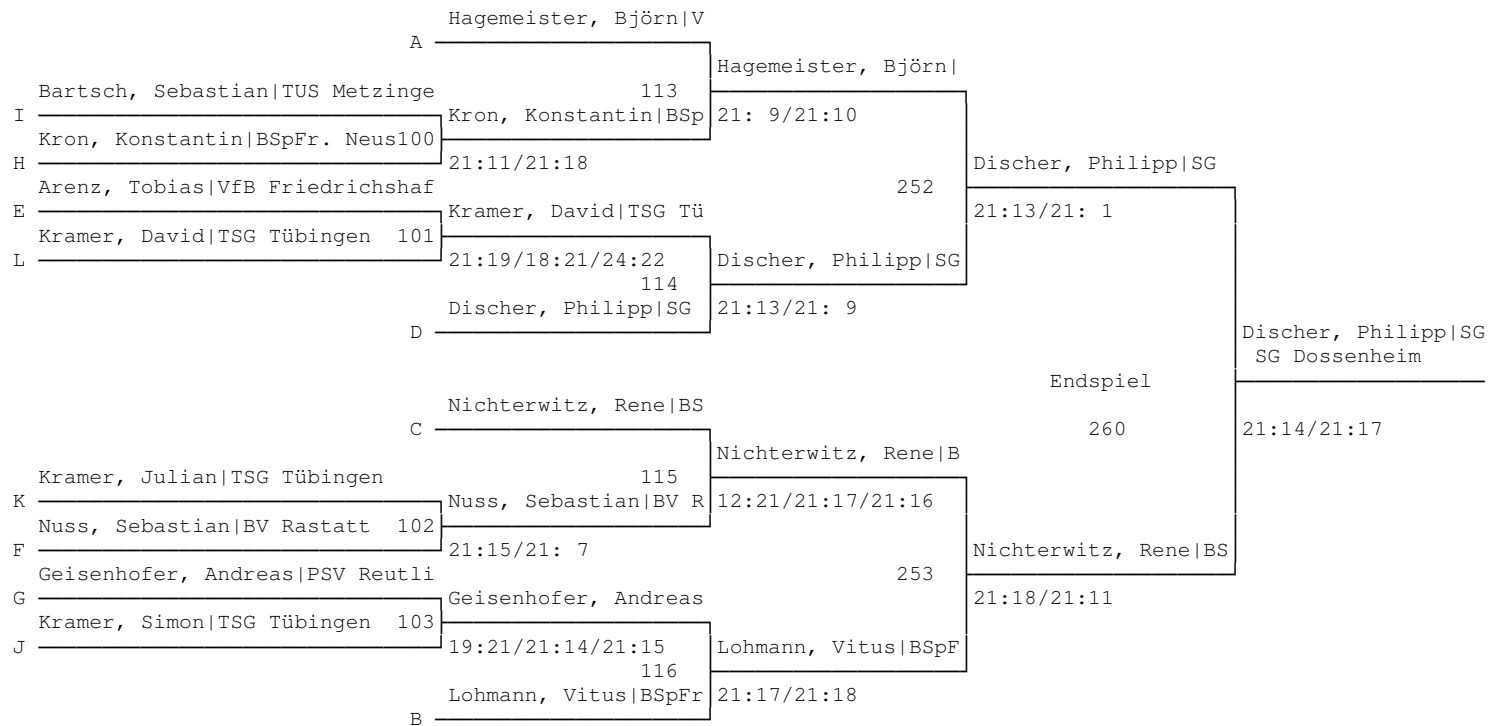 Hagemeister, Björn|V
A
Hagemeister, Björn|
Bartsch, Sebastian|TUS Metzinge 113
I Kron, Konstantin|BSp 21: 9/21:10
Kron, Konstantin|BSpFr. Neus100
H 21:11/21:18 Discher, Philipp|SG
Arenz, Tobias|VfB Friedrichshaf 252
E Kramer, David|TSG Tü 21:13/21: 1
Kramer, David|TSG Tübingen 101
L 21:19/18:21/24:22 Discher, Philipp|SG
114
Discher, Philipp|SG 21:13/21: 9
D Discher, Philipp|SG
SG Dossenheim
Endspiel
Nichterwitz, Rene|BS
C 260 21:14/21:17
Nichterwitz, Rene|B
Kramer, Julian|TSG Tübingen 115
K Nuss, Sebastian|BV R 12:21/21:17/21:16
Nuss, Sebastian|BV Rastatt 102
F 21:15/21: 7 Nichterwitz, Rene|BS
Geisenhofer, Andreas|PSV Reutli 253
G Geisenhofer, Andreas 21:18/21:11
Kramer, Simon|TSG Tübingen 103
J 19:21/21:14/21:15 Lohmann, Vitus|BSpF
116
Lohmann, Vitus|BSpFr 21:17/21:18
B